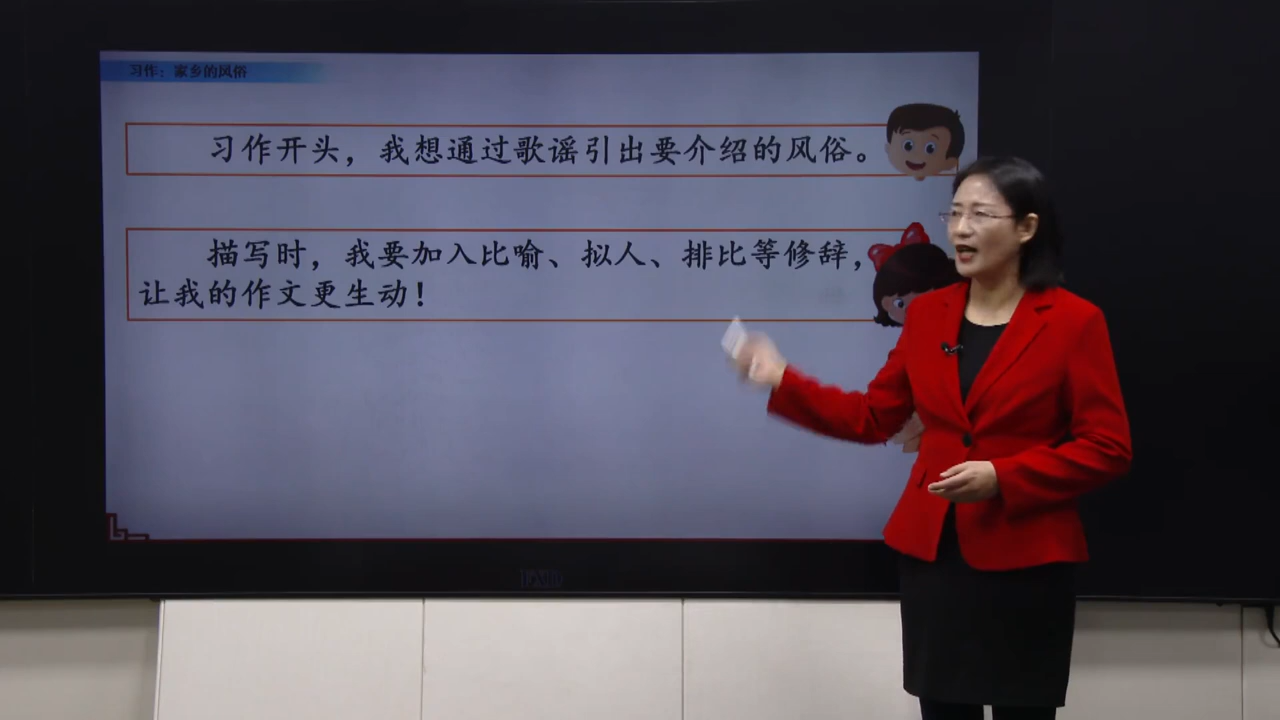 习作：家乡的风俗
习作开头，我想通过歌谣引出要介绍的风俗。
描写时，我要加入比喻、拟人、排比等修辞，
让我的作文更生动！